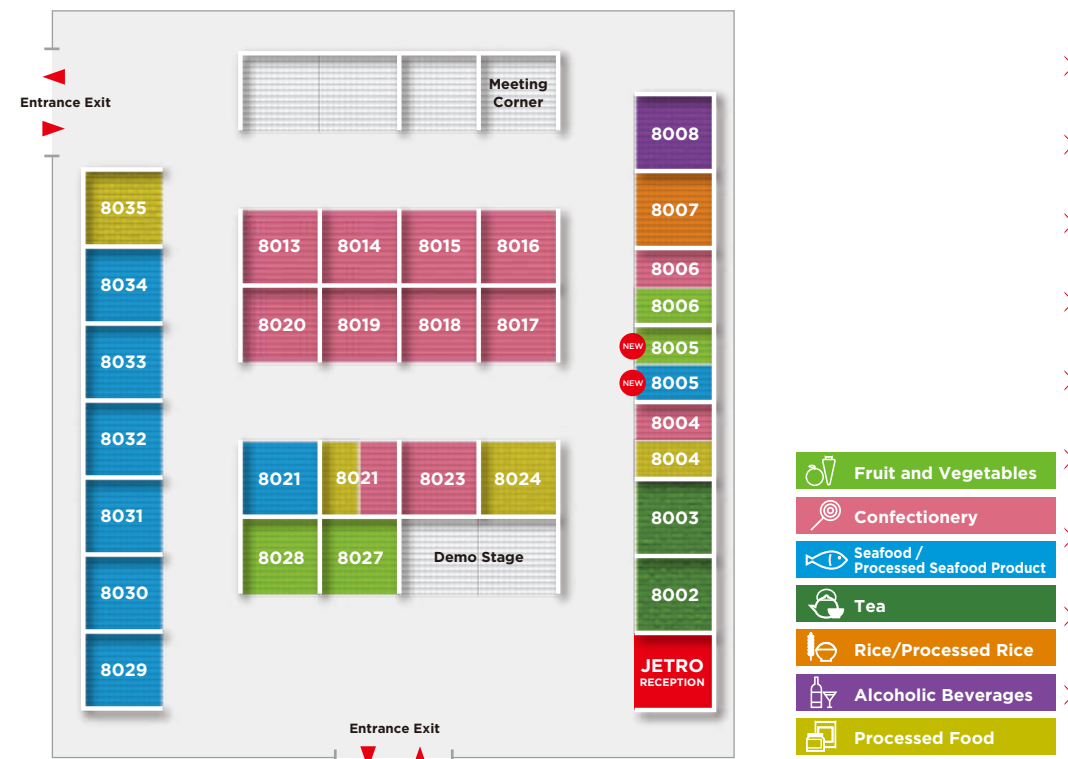 Entrance Exit
Meeting
Corner
8008
8007
8006
8006
NEW 8005
NEW 8005
8004
8004
8003
8002
JETRO
RECEPTION
8035
8034
8033
8032
8031
8030
8029
8013 8014 8015 8016
8020 8019 8018 8017
8021 8021 8023 8024
8028 8027 Demo Stage
Entrance Exit
Fruit and Vegetables
Confectionery
Seafood /
Processed Seafood Product
Tea
Rice/Processed Rice
Alcoholic Beverages
Processed Food